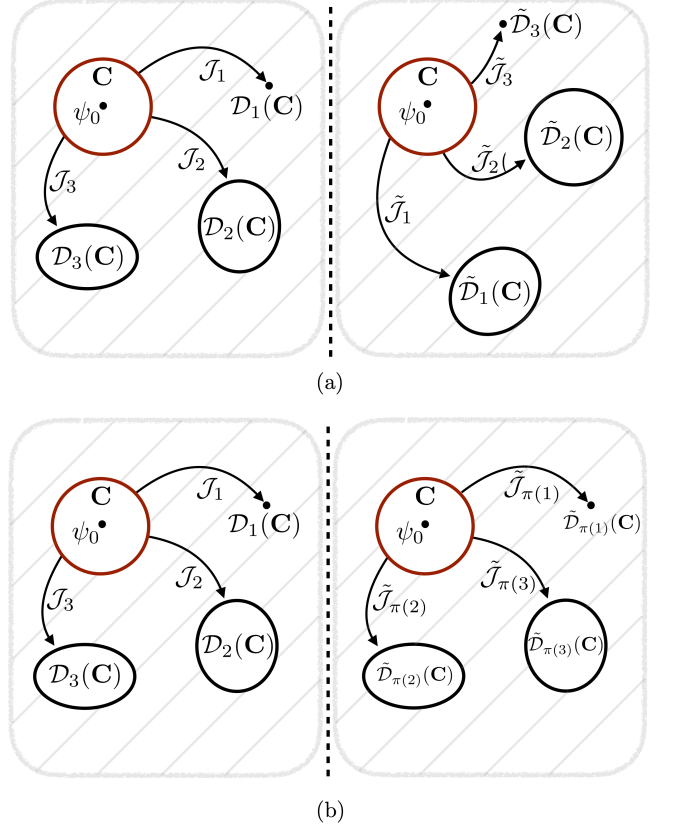 C
ψ₀
𝒥₁
𝒟₁(C)
𝒥₂
𝒟₂(C)
𝒥₃
𝒟₃(C)
C
ψ₀
𝒥̃₃
𝒟̃₃(C)
𝒥̃₂(
𝒟̃₂(C)
𝒥̃₁
𝒟̃₁(C)
(a)
C
ψ₀
𝒥₁
𝒟₁(C)
𝒥₂
𝒟₂(C)
𝒥₃
𝒟₃(C)
C
ψ₀
𝒥̃π(1)
𝒟̃π(1)(C)
𝒥̃π(3)
𝒟̃π(3)(C)
𝒥̃π(2)
𝒟̃π(2)(C)
(b)